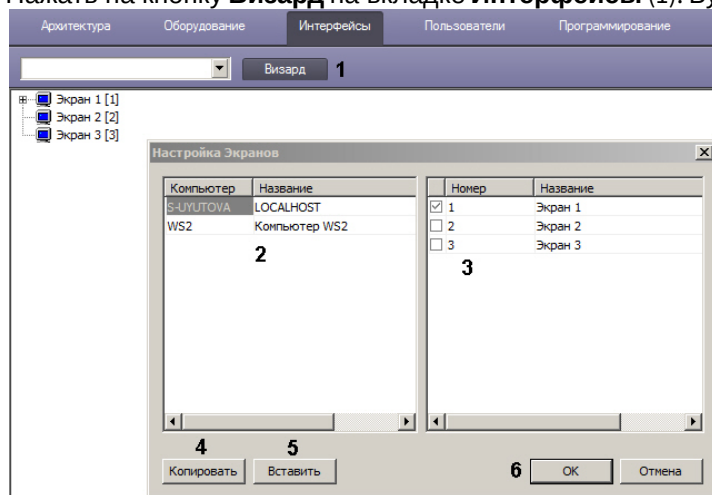 Нажать на кнопку Визард на вкладке Интерфейсы (1). Бу
Архитектура Оборудование Интерфейсы Пользователи Программирование
Визард 1
Экран 1 [1]
Экран 2 [2]
Экран 3 [3]
Настройка Экранов
Компьютер Название
S-UYUTOVA LOCALHOST
WS2 Компьютер WS2
2
Номер Название
1 Экран 1
2 Экран 2
3 Экран 3
3
4 5
Копировать Вставить 6 OK Отмена